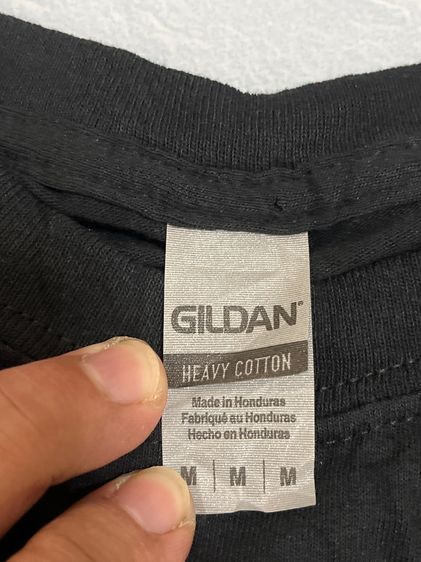 GILDAN®
HEAVY COTTON
Made in Honduras
Fabriqué au Honduras
Hecho en Honduras
M | M | M